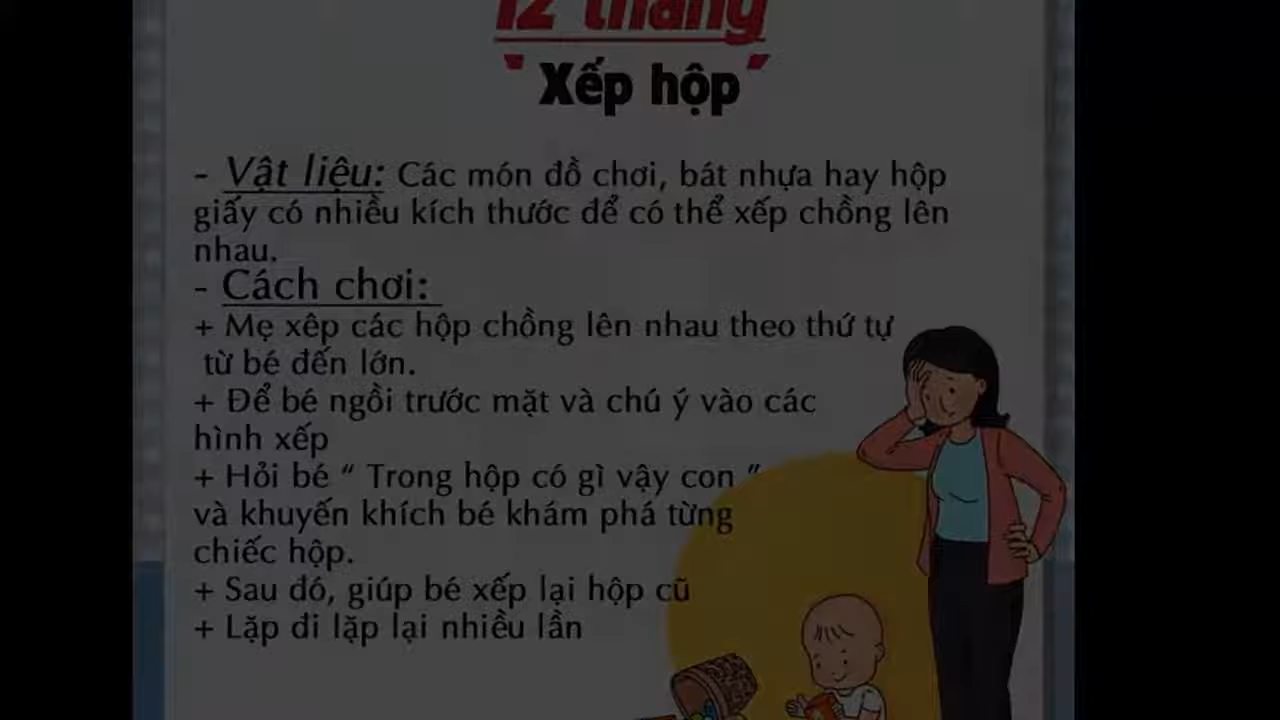 12 tháng
" Xếp hộp "
- Vật liệu: Các món đồ chơi, bát nhựa hay hộp
giấy có nhiều kích thước để có thể xếp chồng lên
nhau.
- Cách chơi:
+ Mẹ xêp các hộp chồng lên nhau theo thứ tự
từ bé đến lớn.
+ Để bé ngồi trước mặt và chú ý vào các
hình xếp
+ Hỏi bé “ Trong hộp có gì vậy con ”
và khuyến khích bé khám phá từng
chiếc hộp.
+ Sau đó, giúp bé xếp lại hộp cũ
+ Lặp đi lặp lại nhiều lần